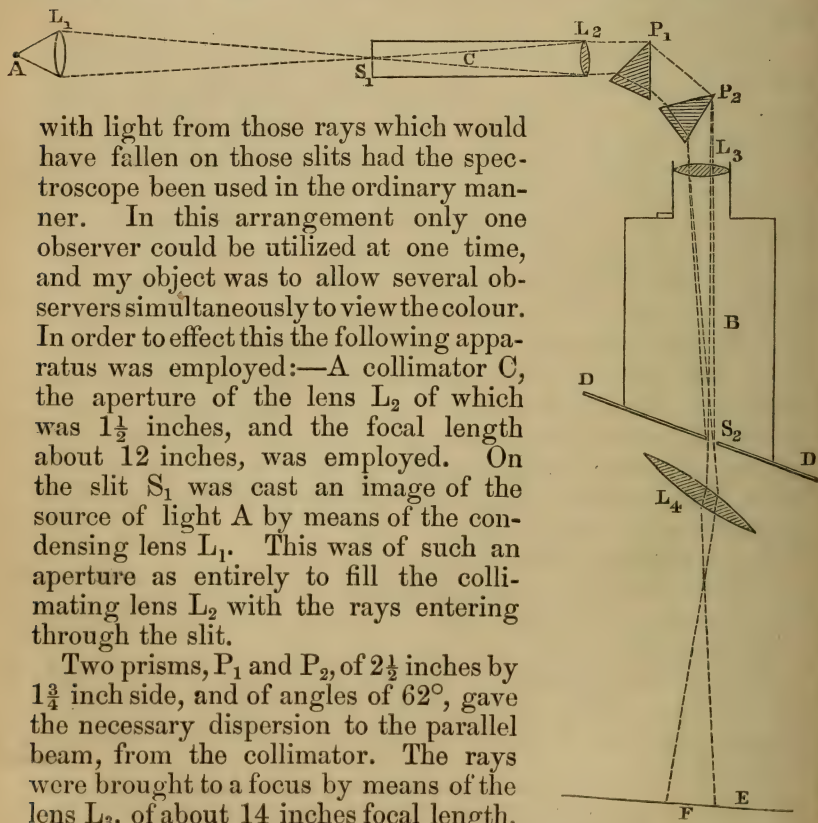 L₁
A
S₁
C
L₂
P₁
P₂
L₃
B
D
S₂
D
L₄
F
E
with light from those rays which would
have fallen on those slits had the spec-
troscope been used in the ordinary man-
ner. In this arrangement only one
observer could be utilized at one time,
and my object was to allow several ob-
servers simultaneously to view the colour.
In order to effect this the following appa-
ratus was employed:—A collimator C,
the aperture of the lens L₂ of which
was 1½ inches, and the focal length
about 12 inches, was employed. On
the slit S₁ was cast an image of the
source of light A by means of the con-
densing lens L₁. This was of such an
aperture as entirely to fill the colli-
mating lens L₂ with the rays entering
through the slit.
Two prisms, P₁ and P₂, of 2½ inches by
1¾ inch side, and of angles of 62°, gave
the necessary dispersion to the parallel
beam, from the collimator. The rays
were brought to a focus by means of the
lens L₃, of about 14 inches focal length,